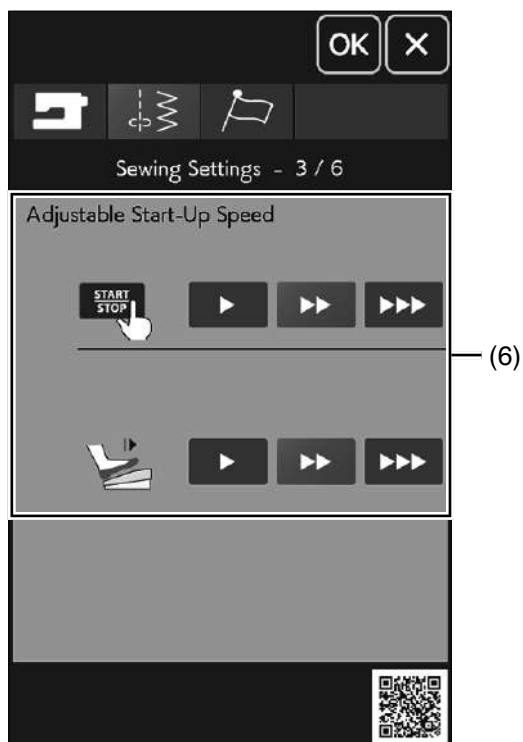 OK
Sewing Settings - 3 / 6
Adjustable Start-Up Speed
START
STOP
(6)